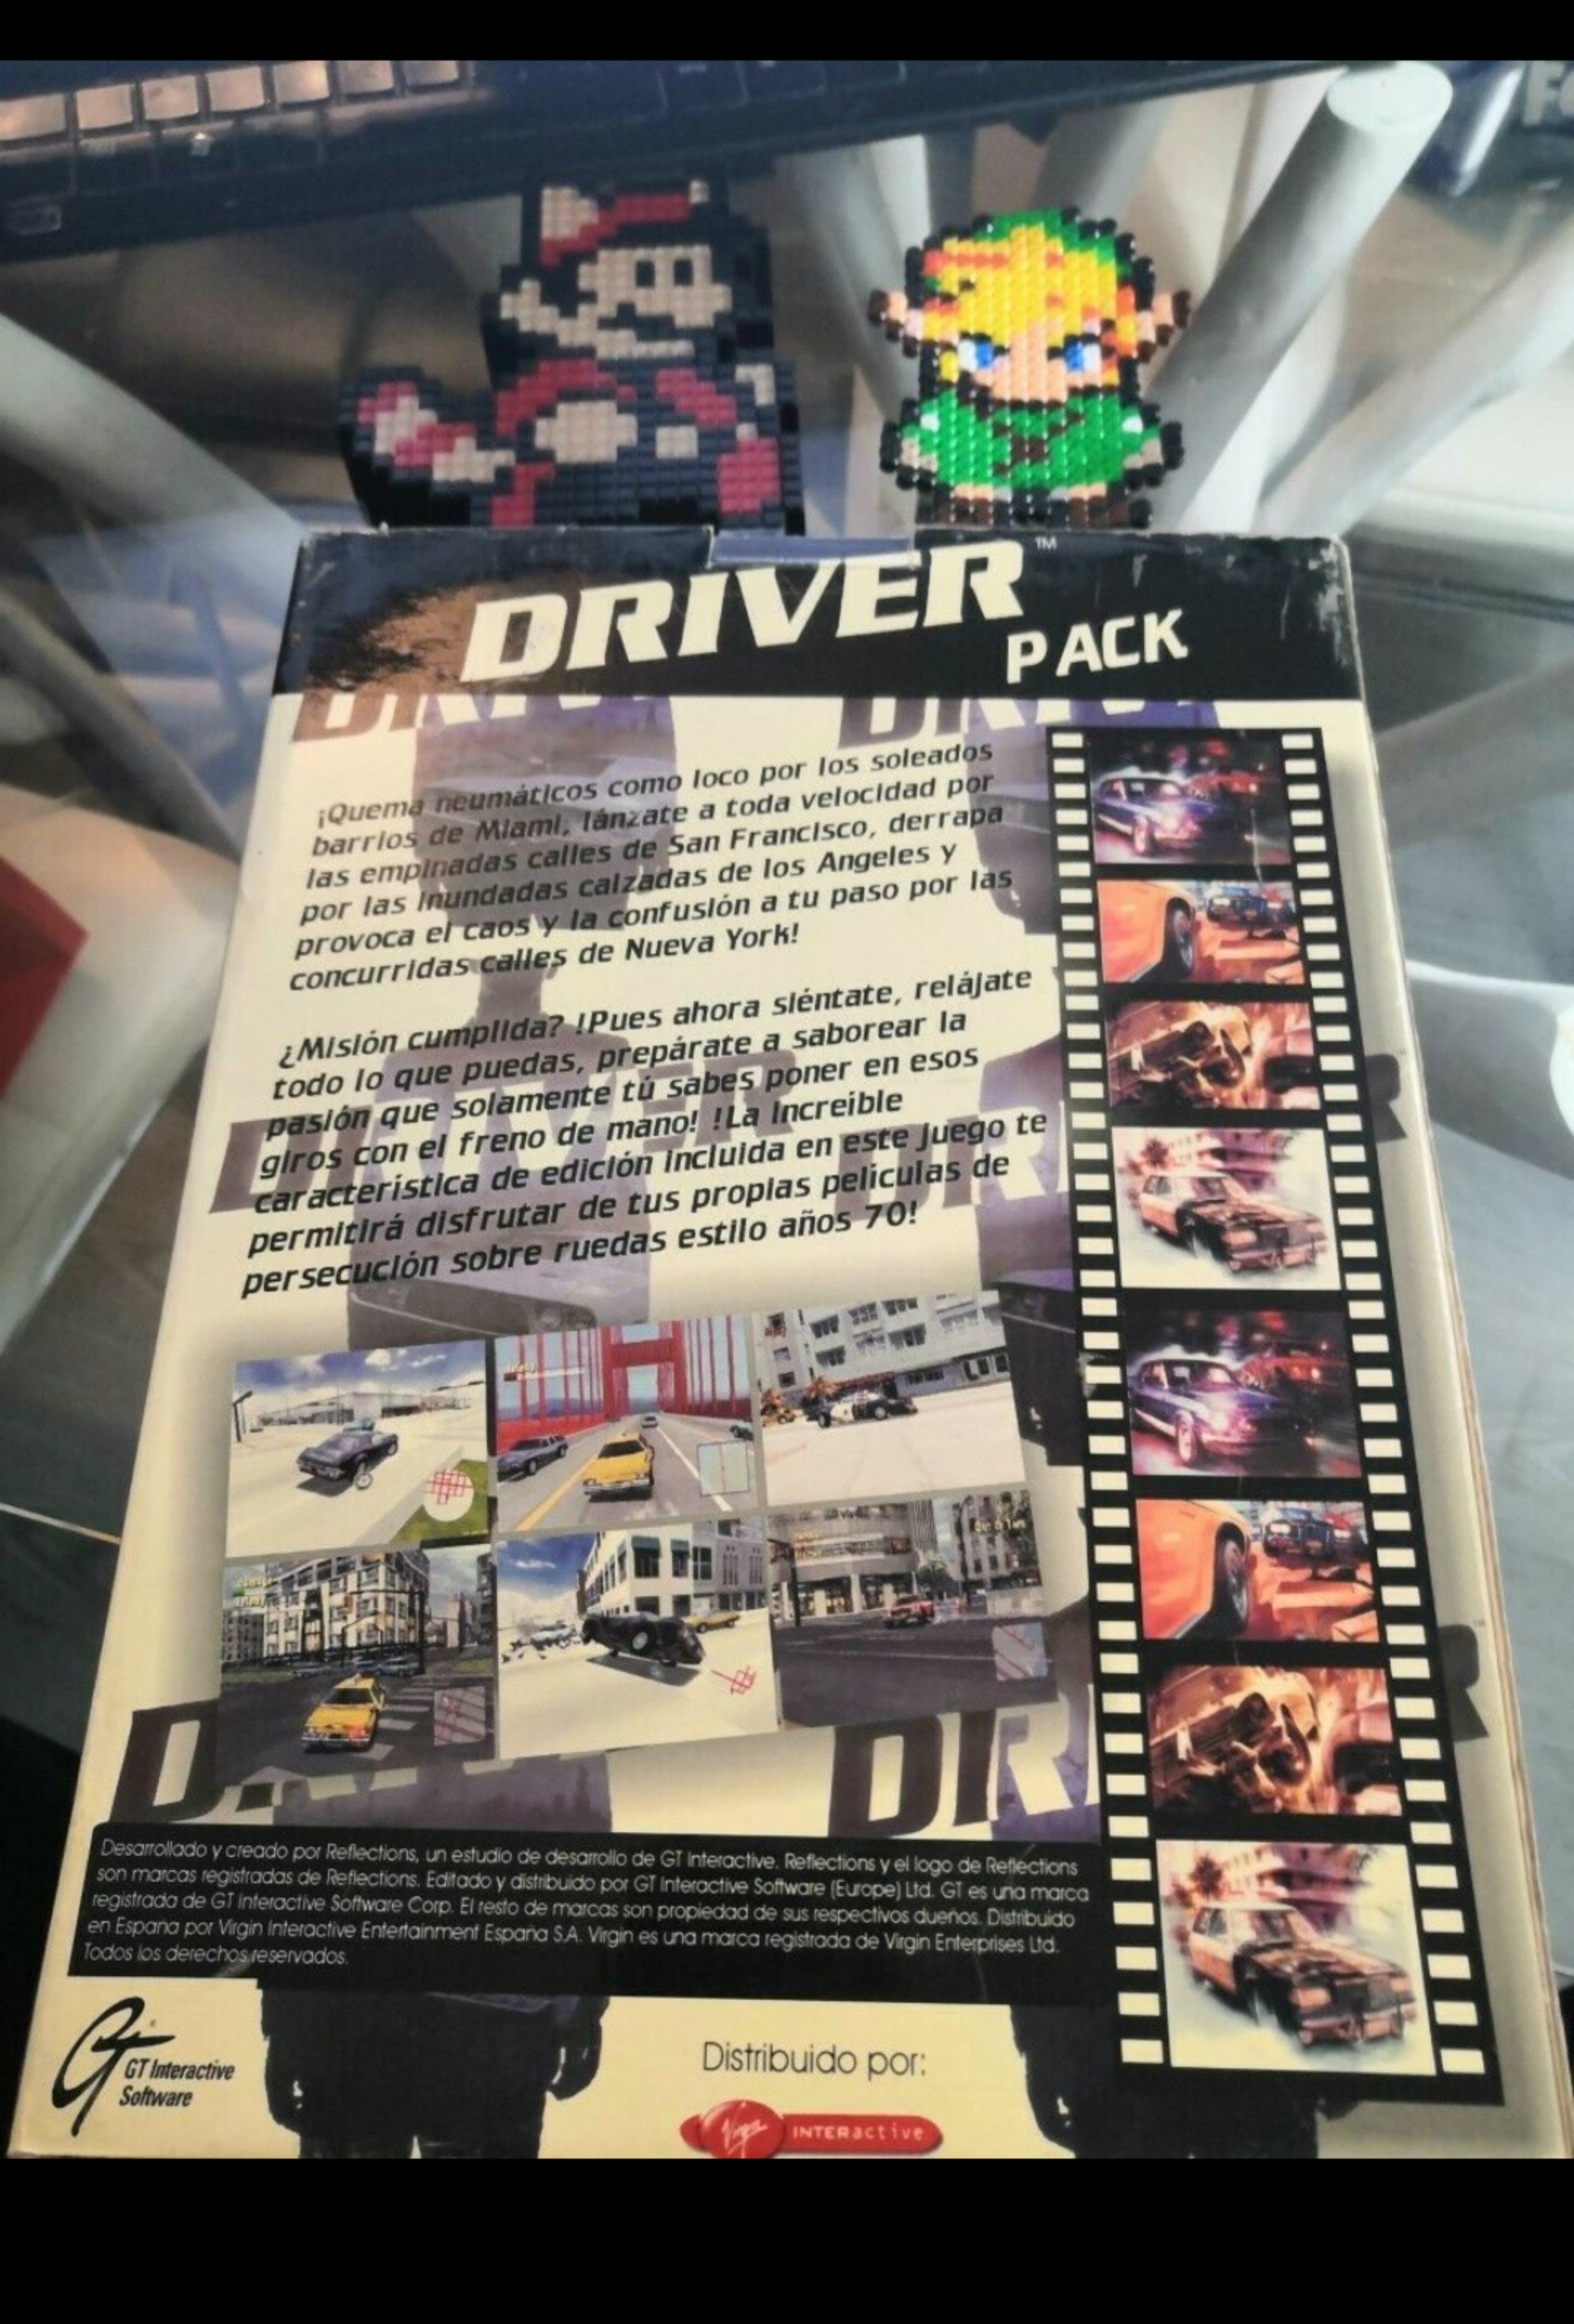 DRIVER™
PACK
¡Quema neumáticos como loco por los soleados
barrios de Miami, lánzate a toda velocidad por
las empinadas calles de San Francisco, derrapa
por las inundadas calzadas de los Angeles y
provoca el caos y la confusión a tu paso por las
concurridas calles de Nueva York!
¿Misión cumplida? !Pues ahora siéntate, relájate
todo lo que puedas, prepárate a saborear la
pasión que solamente tú sabes poner en esos
giros con el freno de mano! !La increíble
característica de edición incluida en este juego te
permitirá disfrutar de tus propias películas de
persecución sobre ruedas estilo años 70!
Desarrollado y creado por Reflections, un estudio de desarrollo de GT Interactive. Reflections y el logo de Reflections
son marcas registradas de Reflections. Editado y distribuido por GT Interactive Software (Europe) Ltd. GT es una marca
registrada de GT Interactive Software Corp. El resto de marcas son propiedad de sus respectivos dueños. Distribuido
en España por Virgin Interactive Entertainment España S.A. Virgin es una marca registrada de Virgin Enterprises Ltd.
Todos los derechos reservados.
GT Interactive
Software
Distribuido por:
Virgin INTERactive